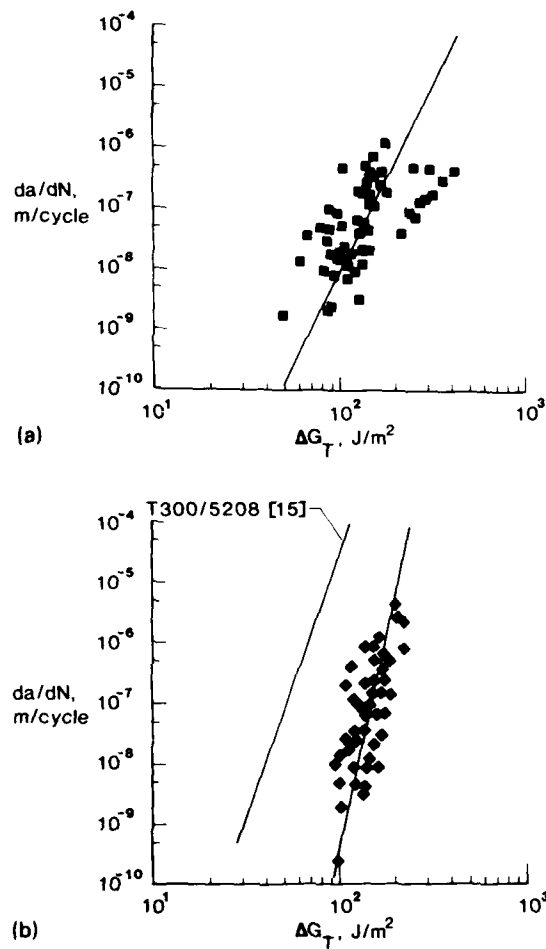 10⁻⁴
10⁻⁵
10⁻⁶
da/dN,
10⁻⁷
m/cycle
10⁻⁸
10⁻⁹
10⁻¹⁰
10¹ 10² 10³
(a)
ΔG_T, J/m²
T300/5208 [15]
10⁻⁴
10⁻⁵
10⁻⁶
da/dN,
10⁻⁷
m/cycle
10⁻⁸
10⁻⁹
10⁻¹⁰
10¹ 10² 10³
(b)
ΔG_T, J/m²